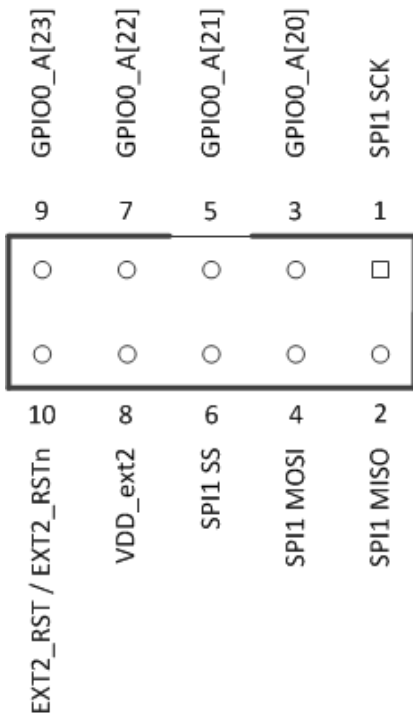 GPIO0_A[23]
GPIO0_A[22]
GPIO0_A[21]
GPIO0_A[20]
SPI1 SCK
9 7 5 3 1
10 8 6 4 2
EXT2_RST / EXT2_RSTn
VDD_ext2
SPI1 SS
SPI1 MOSI
SPI1 MISO